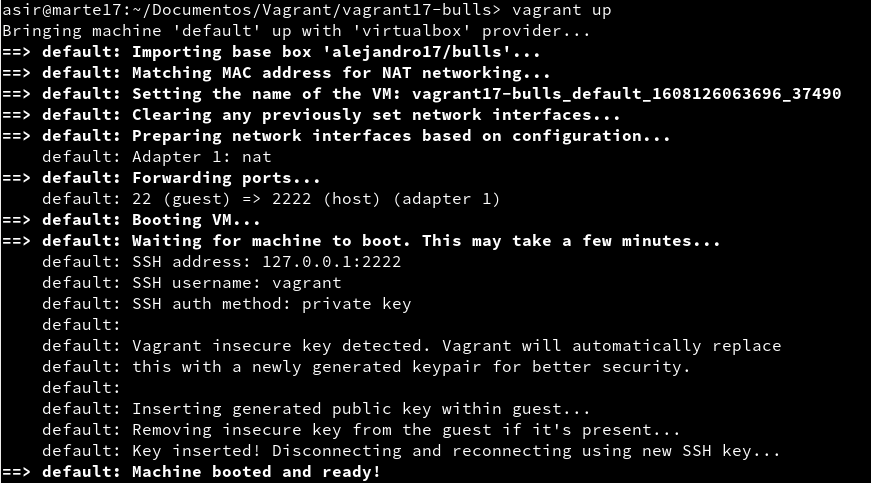 asir@marte17:~/Documentos/Vagrant/vagrant17-bulls> vagrant up
Bringing machine 'default' up with 'virtualbox' provider...
==> default: Importing base box 'alejandro17/bulls'...
==> default: Matching MAC address for NAT networking...
==> default: Setting the name of the VM: vagrant17-bulls_default_1608126063696_37490
==> default: Clearing any previously set network interfaces...
==> default: Preparing network interfaces based on configuration...
    default: Adapter 1: nat
==> default: Forwarding ports...
    default: 22 (guest) => 2222 (host) (adapter 1)
==> default: Booting VM...
==> default: Waiting for machine to boot. This may take a few minutes...
    default: SSH address: 127.0.0.1:2222
    default: SSH username: vagrant
    default: SSH auth method: private key
    default:
    default: Vagrant insecure key detected. Vagrant will automatically replace
    default: this with a newly generated keypair for better security.
    default:
    default: Inserting generated public key within guest...
    default: Removing insecure key from the guest if it's present...
    default: Key inserted! Disconnecting and reconnecting using new SSH key...
==> default: Machine booted and ready!